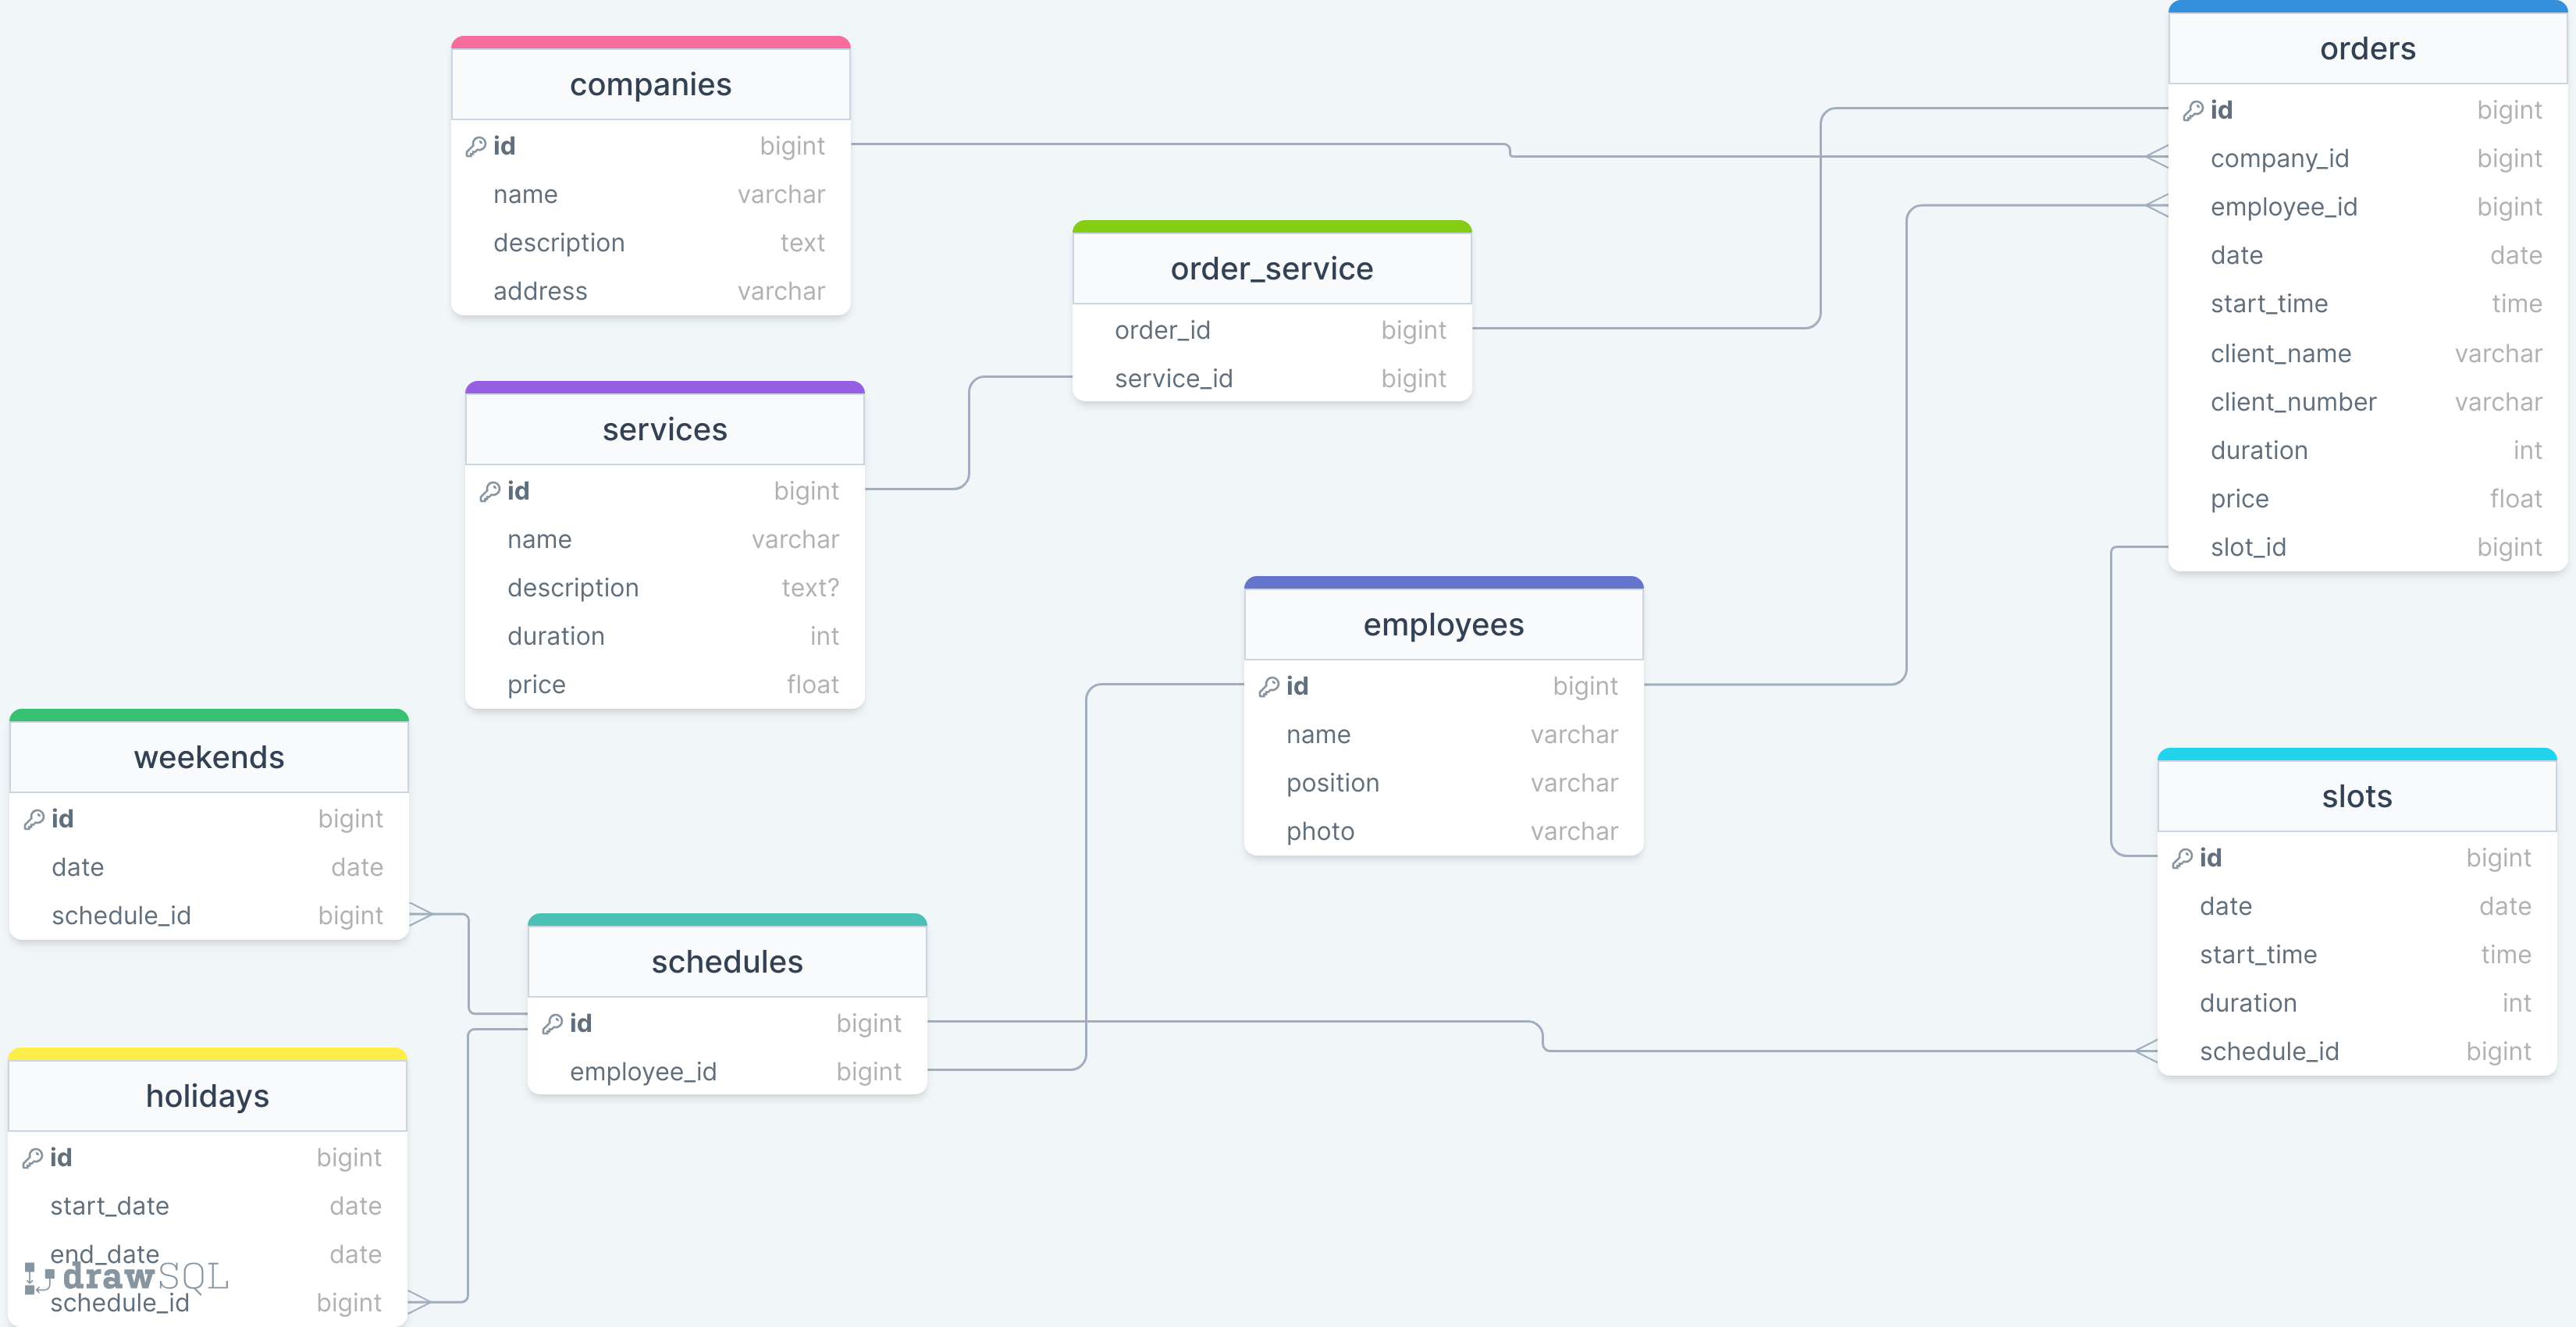 companies
id bigint
name varchar
description text
address varchar
services
id bigint
name varchar
description text?
duration int
price float
order_service
order_id bigint
service_id bigint
orders
id bigint
company_id bigint
employee_id bigint
date date
start_time time
client_name varchar
client_number varchar
duration int
price float
slot_id bigint
employees
id bigint
name varchar
position varchar
photo varchar
weekends
id bigint
date date
schedule_id bigint
schedules
id bigint
employee_id bigint
slots
id bigint
date date
start_time time
duration int
schedule_id bigint
holidays
id bigint
start_date date
end_date date
schedule_id bigint
drawSQL